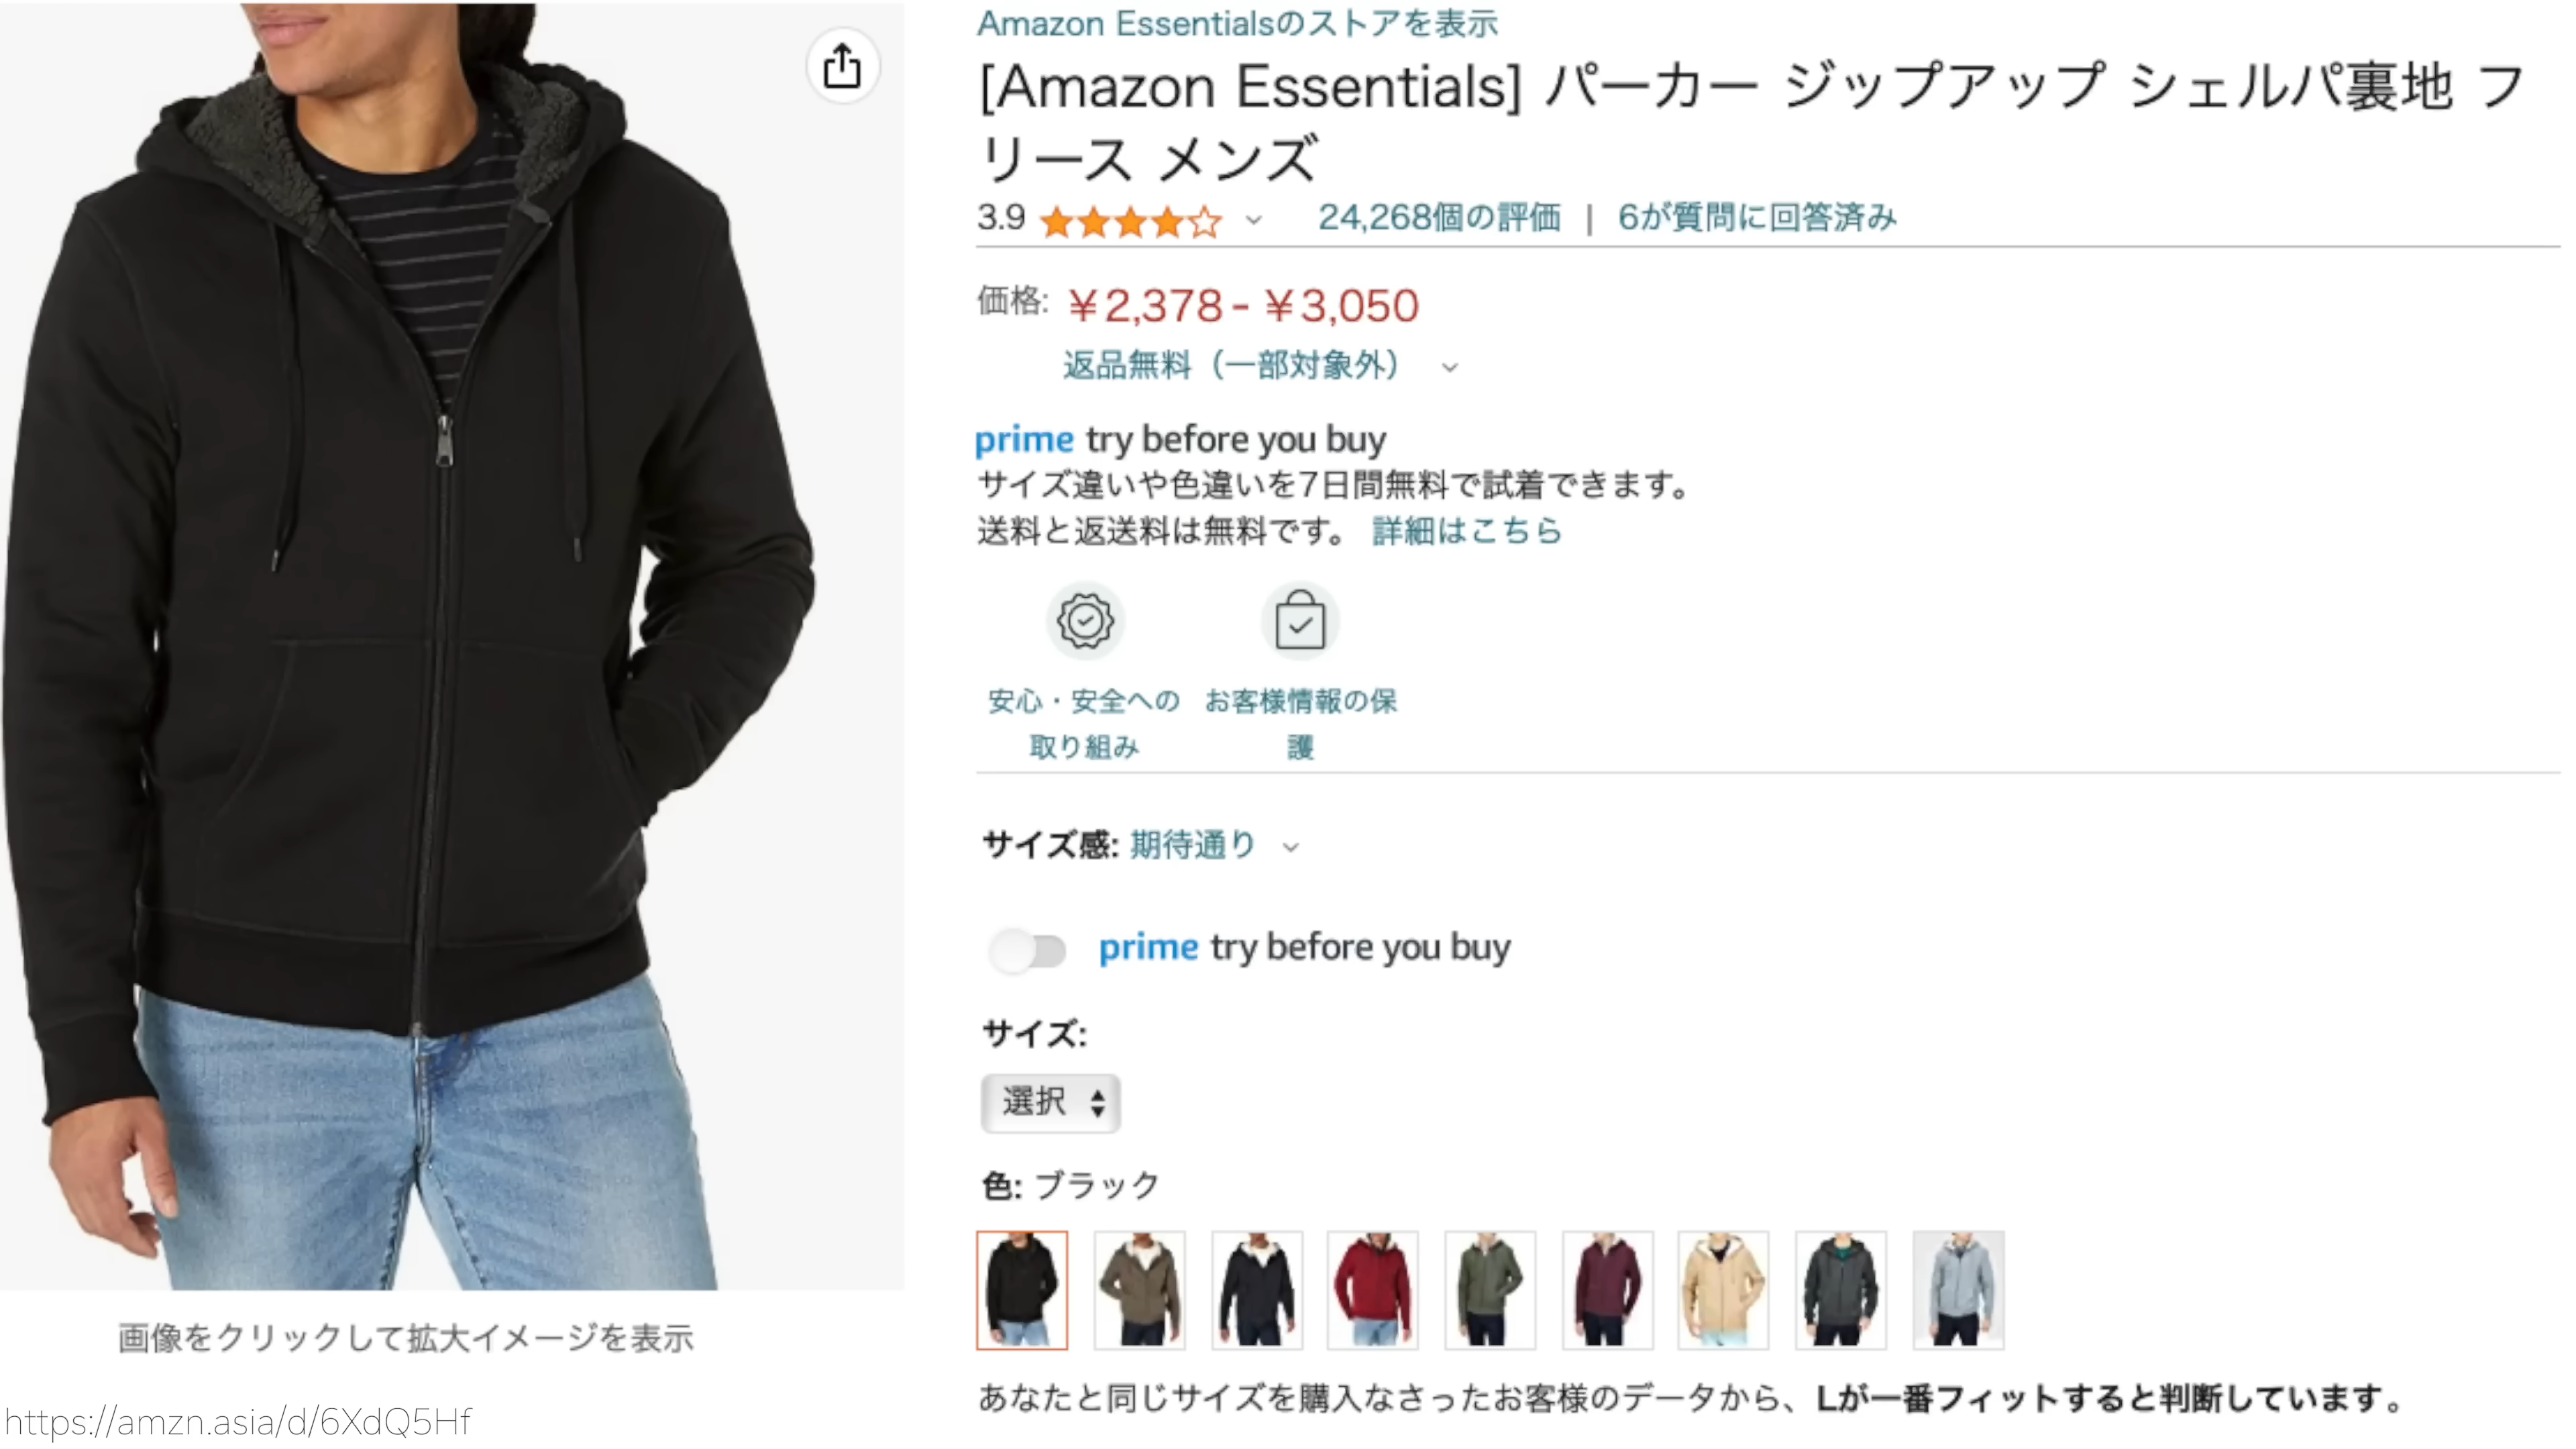 Amazon Essentialsのストアを表示
[Amazon Essentials] パーカー ジップアップ シェルパ裏地 フ
リース メンズ
3.9 24,268個の評価 | 6が質問に回答済み
価格: ￥2,378 - ￥3,050
返品無料（一部対象外）
prime try before you buy
サイズ違いや色違いを7日間無料で試着できます。
送料と返送料は無料です。 詳細はこちら
安心・安全への
取り組み
お客様情報の保
護
サイズ感: 期待通り
prime try before you buy
サイズ:
選択
色: ブラック
画像をクリックして拡大イメージを表示
あなたと同じサイズを購入なさったお客様のデータから、Lが一番フィットすると判断しています。
https://amzn.asia/d/6XdQ5Hf